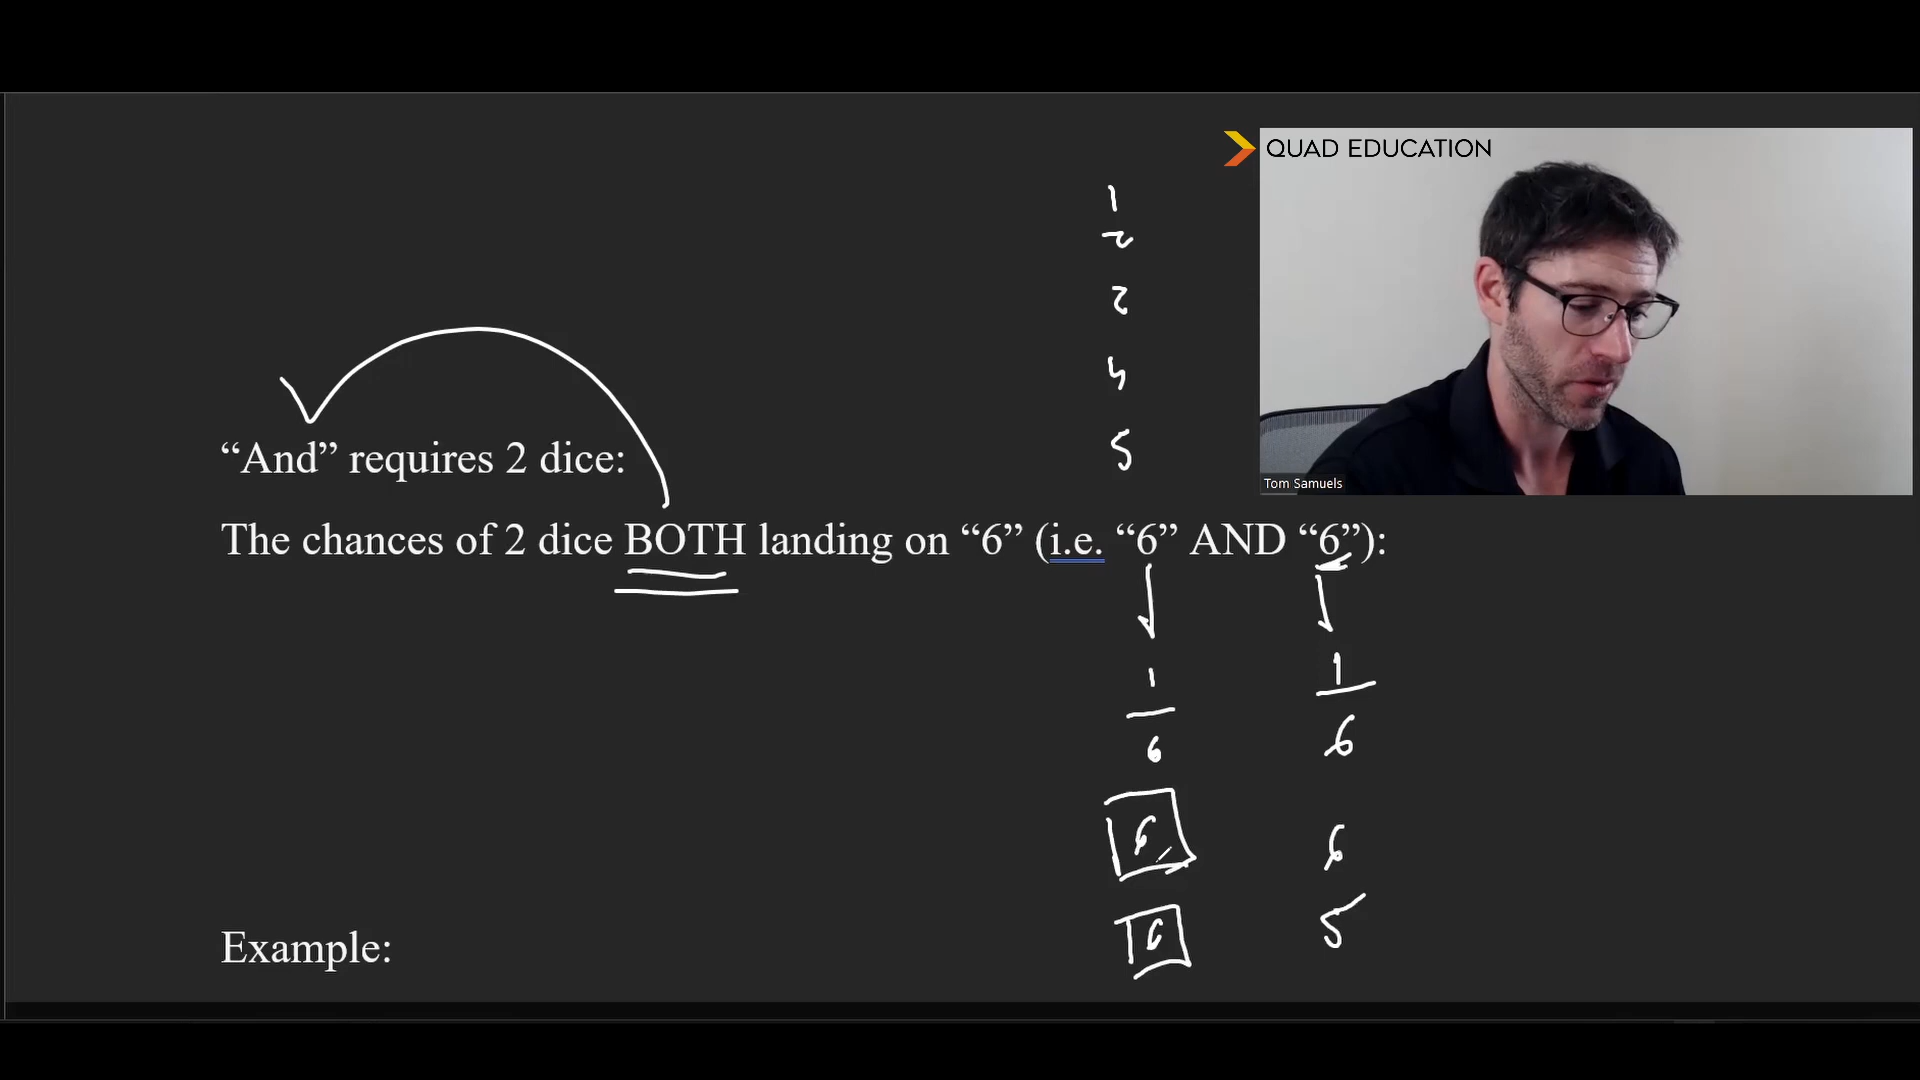 QUAD EDUCATION
1
2
2
4
5
Tom Samuels
“And” requires 2 dice:
The chances of 2 dice BOTH landing on “6” (i.e. “6” AND “6”):
1 1
6 6
6 6
6 5
Example: